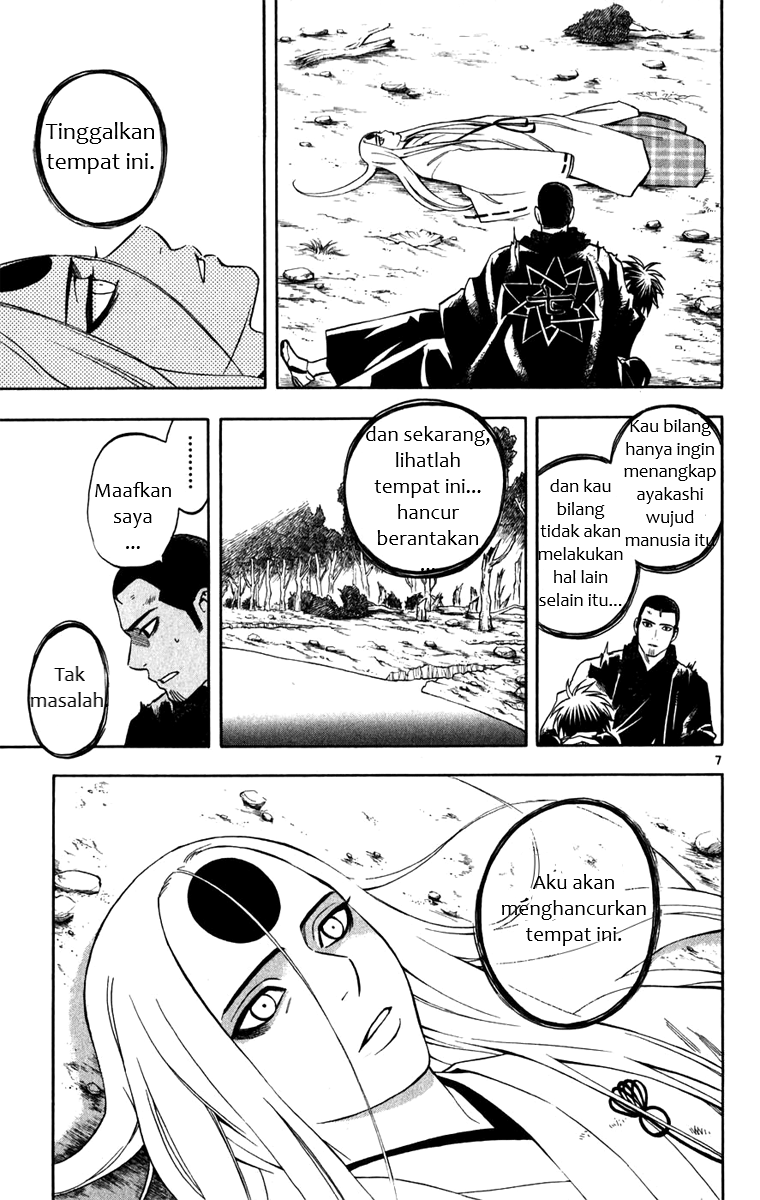 Tinggalkan
tempat ini.
Kau bilang
hanya ingin
menangkap
ayakashi
wujud
manusia itu
dan kau
bilang
tidak akan
melakukan
hal lain
selain itu...
dan sekarang,
lihatlah
tempat ini...
hancur
berantakan
...
.........
Maafkan
saya
...
Tak
masalah.
7
Aku akan
menghancurkan
tempat ini.